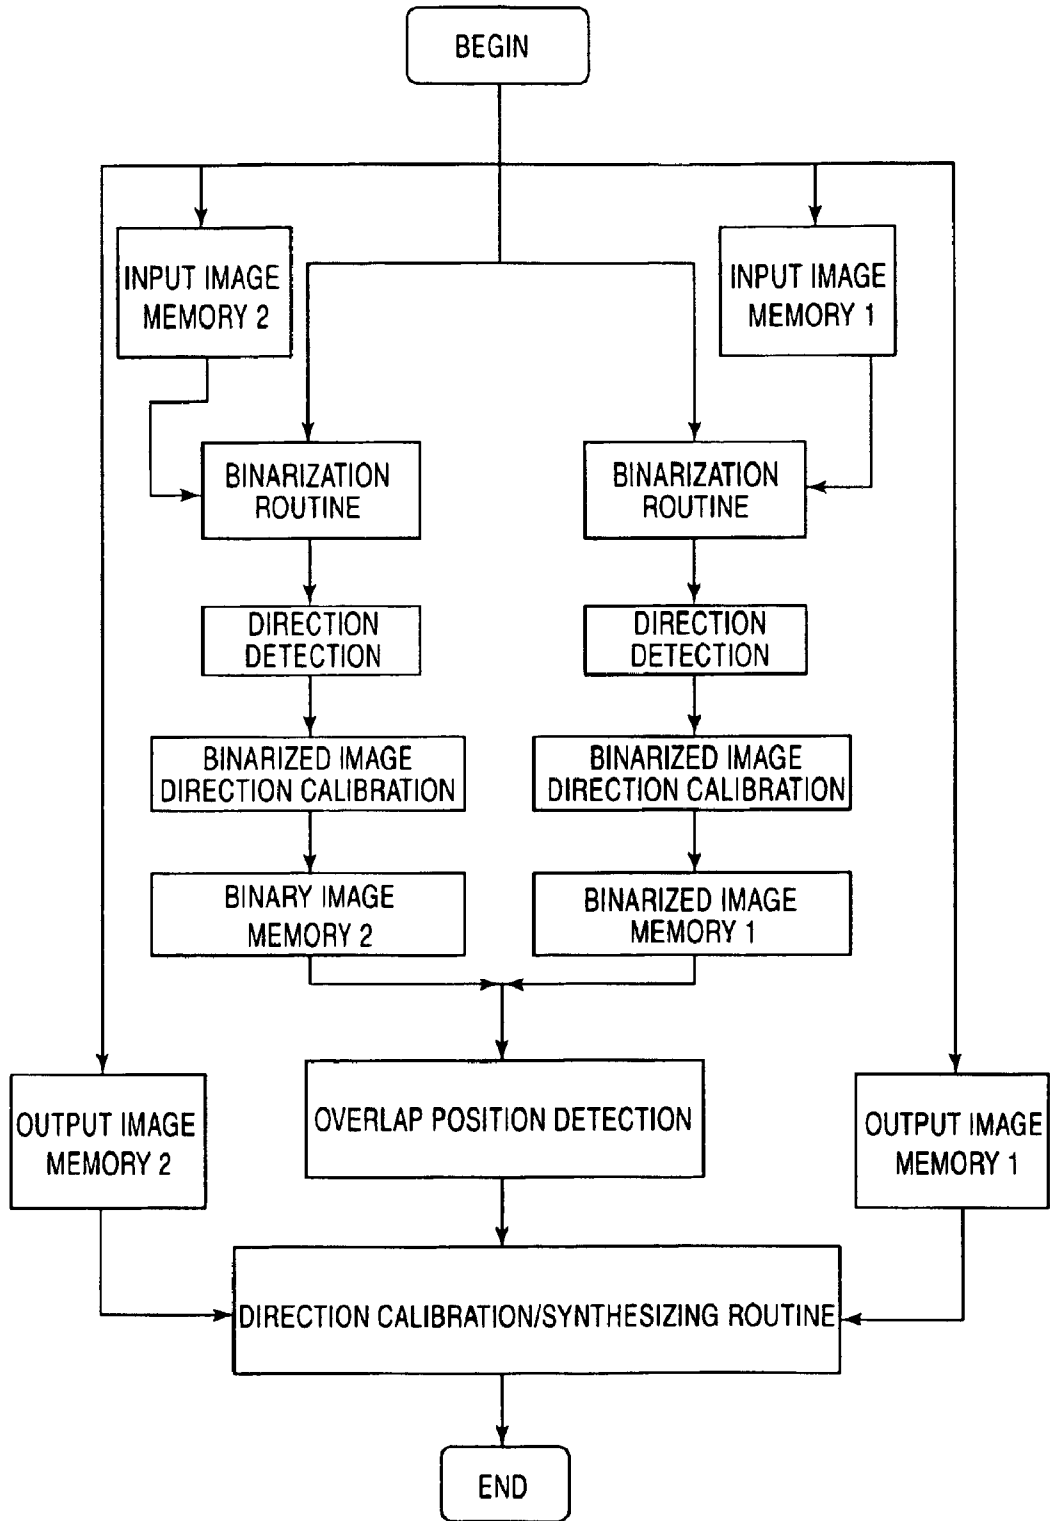 BEGIN
INPUT IMAGE
MEMORY 2
INPUT IMAGE
MEMORY 1
BINARIZATION
ROUTINE
BINARIZATION
ROUTINE
DIRECTION
DETECTION
DIRECTION
DETECTION
BINARIZED IMAGE
DIRECTION CALIBRATION
BINARIZED IMAGE
DIRECTION CALIBRATION
BINARY IMAGE
MEMORY 2
BINARIZED IMAGE
MEMORY 1
OUTPUT IMAGE
MEMORY 2
OVERLAP POSITION DETECTION
OUTPUT IMAGE
MEMORY 1
DIRECTION CALIBRATION/SYNTHESIZING ROUTINE
END